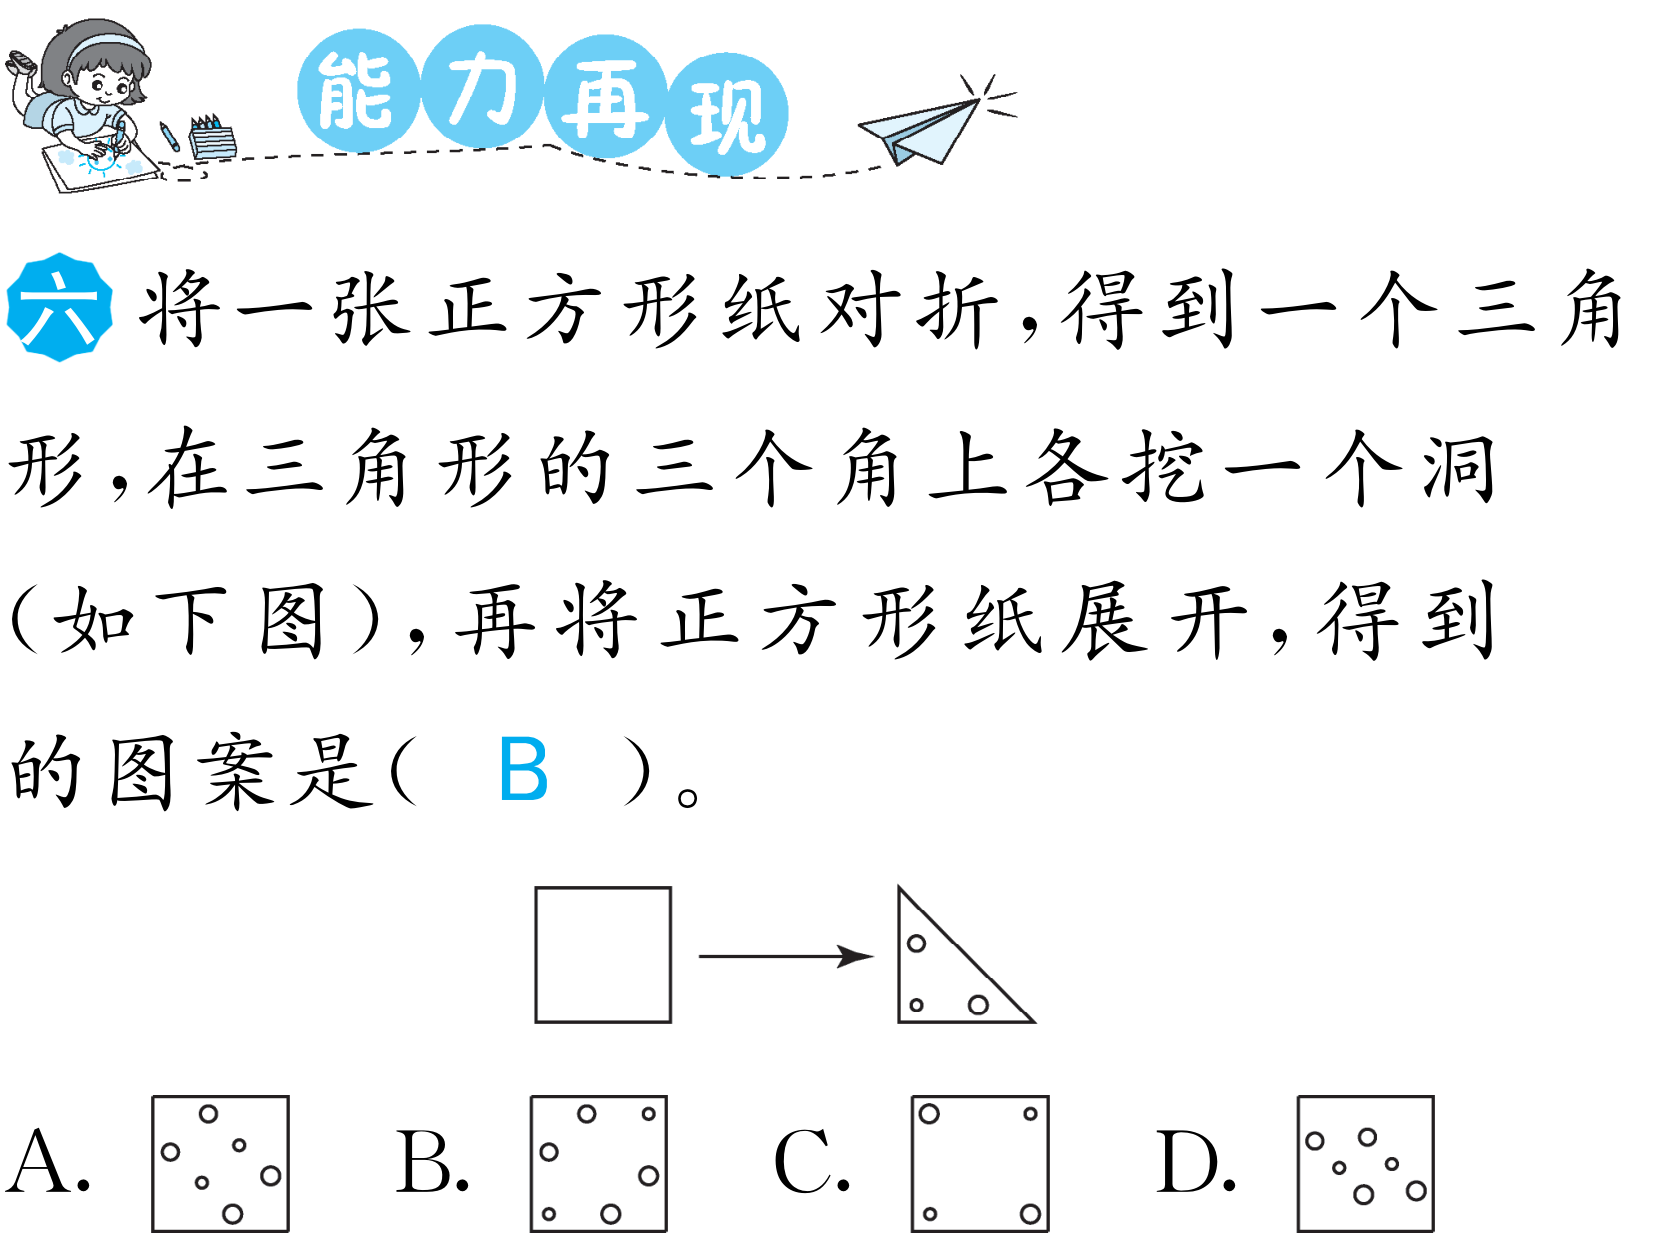 能力再现
六 将一张正方形纸对折,得到一个三角
形,在三角形的三个角上各挖一个洞
(如下图),再将正方形纸展开,得到
的图案是( B )。
A. B. C. D.